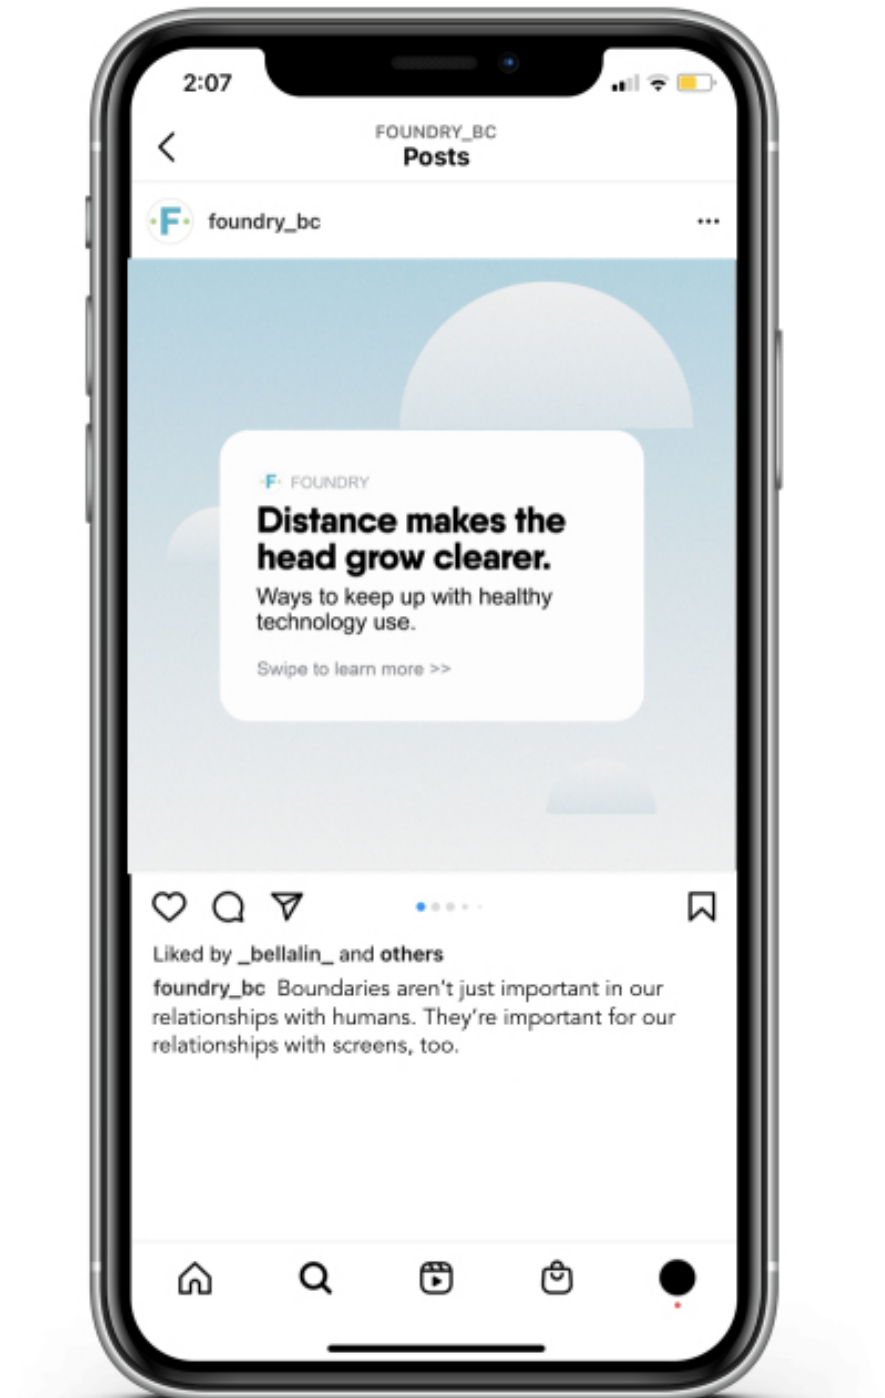 2:07
FOUNDRY_BC
Posts
F
foundry_bc
F FOUNDRY
Distance makes the
head grow clearer.
Ways to keep up with healthy
technology use.
Swipe to learn more >>
Liked by _bellalin_ and others
foundry_bc Boundaries aren't just important in our
relationships with humans. They're important for our
relationships with screens, too.